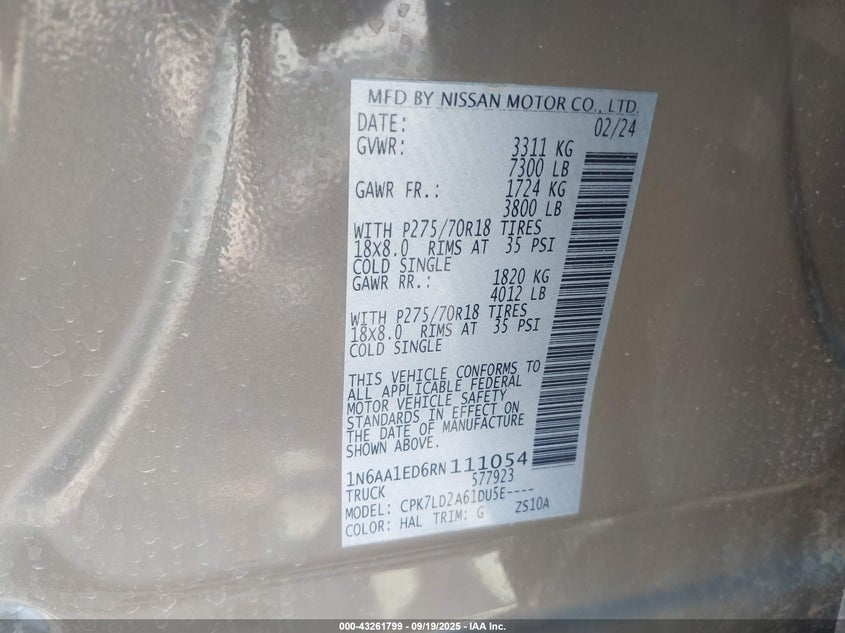 MFD BY NISSAN MOTOR CO., LTD.
DATE: 02/24
GVWR: 3311 KG
7300 LB
GAWR FR.: 1724 KG
3800 LB
WITH P275/70R18 TIRES
18X8.0 RIMS AT 35 PSI
COLD SINGLE
GAWR RR.: 1820 KG
4012 LB
WITH P275/70R18 TIRES
18X8.0 RIMS AT 35 PSI
COLD SINGLE
THIS VEHICLE CONFORMS TO
ALL APPLICABLE FEDERAL
MOTOR VEHICLE SAFETY
STANDARDS IN EFFECT ON
THE DATE OF MANUFACTURE
SHOWN ABOVE.
1N6AA1ED6RN111054
TRUCK 577923
MODEL: CPK7LD2A61DU5E----
COLOR: HAL TRIM: G ZS10A
000-43261799 - 09/19/2025 - IAA Inc.